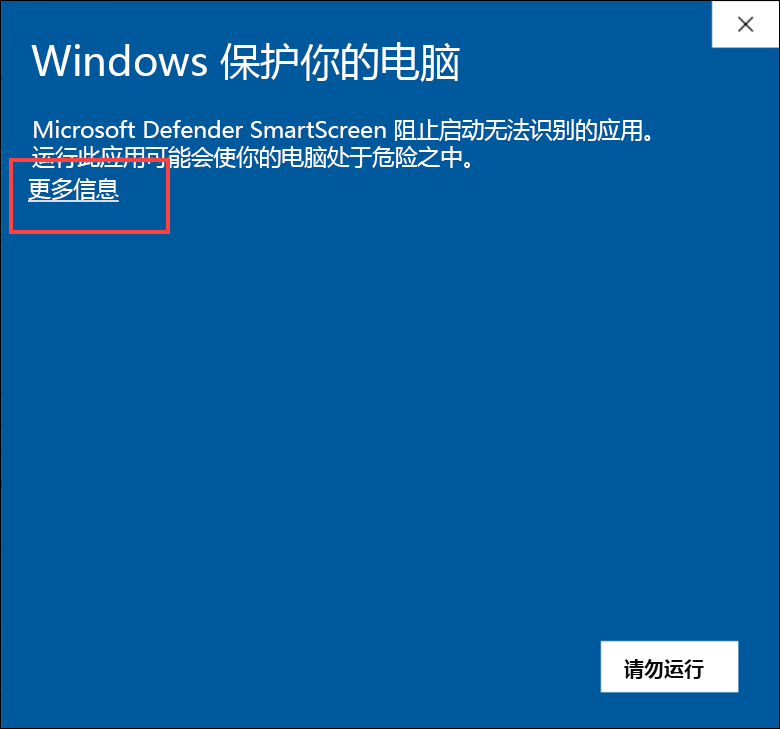 Windows 保护你的电脑
Microsoft Defender SmartScreen 阻止启动无法识别的应用。
运行此应用可能会使你的电脑处于危险之中。
更多信息
请勿运行